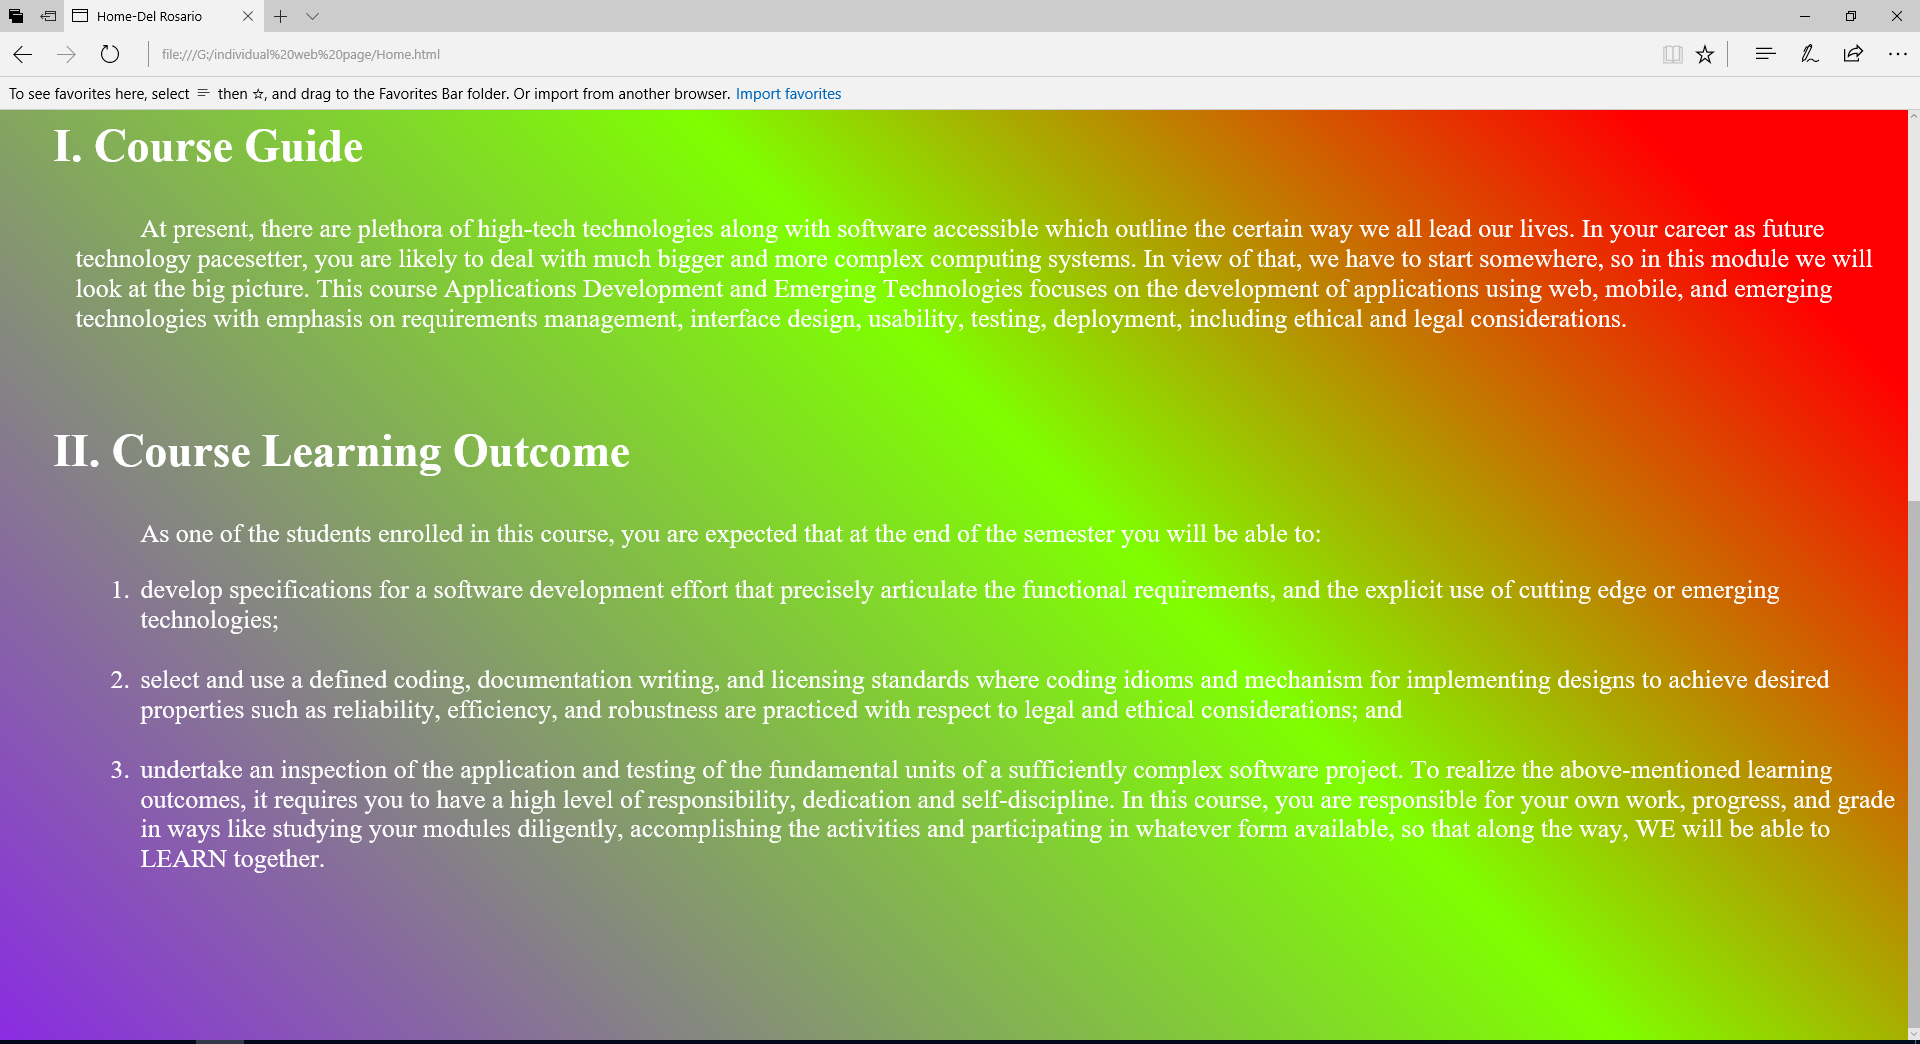 Home-Del Rosario
file:///G:/individual%20web%20page/Home.html
To see favorites here, select then ☆, and drag to the Favorites Bar folder. Or import from another browser. Import favorites
I. Course Guide
At present, there are plethora of high-tech technologies along with software accessible which outline the certain way we all lead our lives. In your career as future
technology pacesetter, you are likely to deal with much bigger and more complex computing systems. In view of that, we have to start somewhere, so in this module we will
look at the big picture. This course Applications Development and Emerging Technologies focuses on the development of applications using web, mobile, and emerging
technologies with emphasis on requirements management, interface design, usability, testing, deployment, including ethical and legal considerations.
II. Course Learning Outcome
As one of the students enrolled in this course, you are expected that at the end of the semester you will be able to:
1. develop specifications for a software development effort that precisely articulate the functional requirements, and the explicit use of cutting edge or emerging
technologies;
2. select and use a defined coding, documentation writing, and licensing standards where coding idioms and mechanism for implementing designs to achieve desired
properties such as reliability, efficiency, and robustness are practiced with respect to legal and ethical considerations; and
3. undertake an inspection of the application and testing of the fundamental units of a sufficiently complex software project. To realize the above-mentioned learning
outcomes, it requires you to have a high level of responsibility, dedication and self-discipline. In this course, you are responsible for your own work, progress, and grade
in ways like studying your modules diligently, accomplishing the activities and participating in whatever form available, so that along the way, WE will be able to
LEARN together.